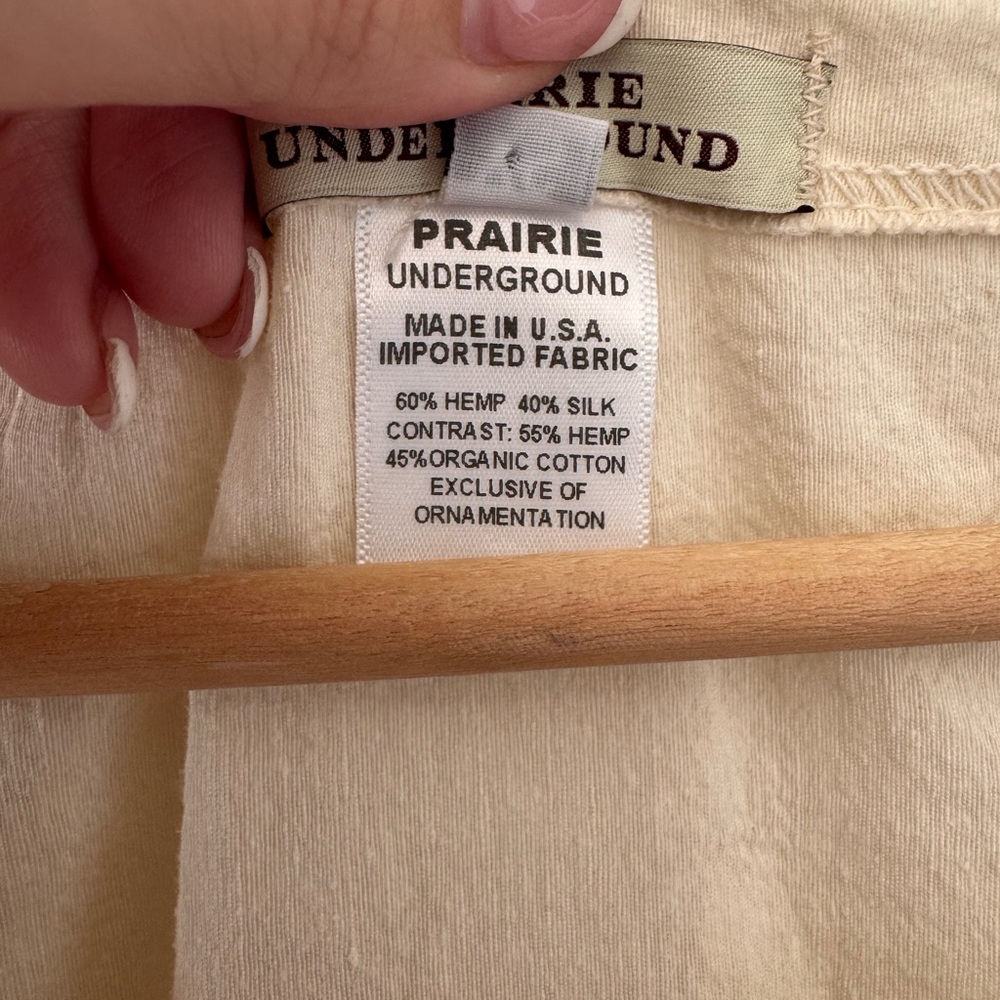 UNDER
PRAIRIE
UNDERGROUND
MADE IN U.S.A.
IMPORTED FABRIC
60% HEMP 40% SILK
CONTRAST: 55% HEMP
45% ORGANIC COTTON
EXCLUSIVE OF
ORNAMENTATION